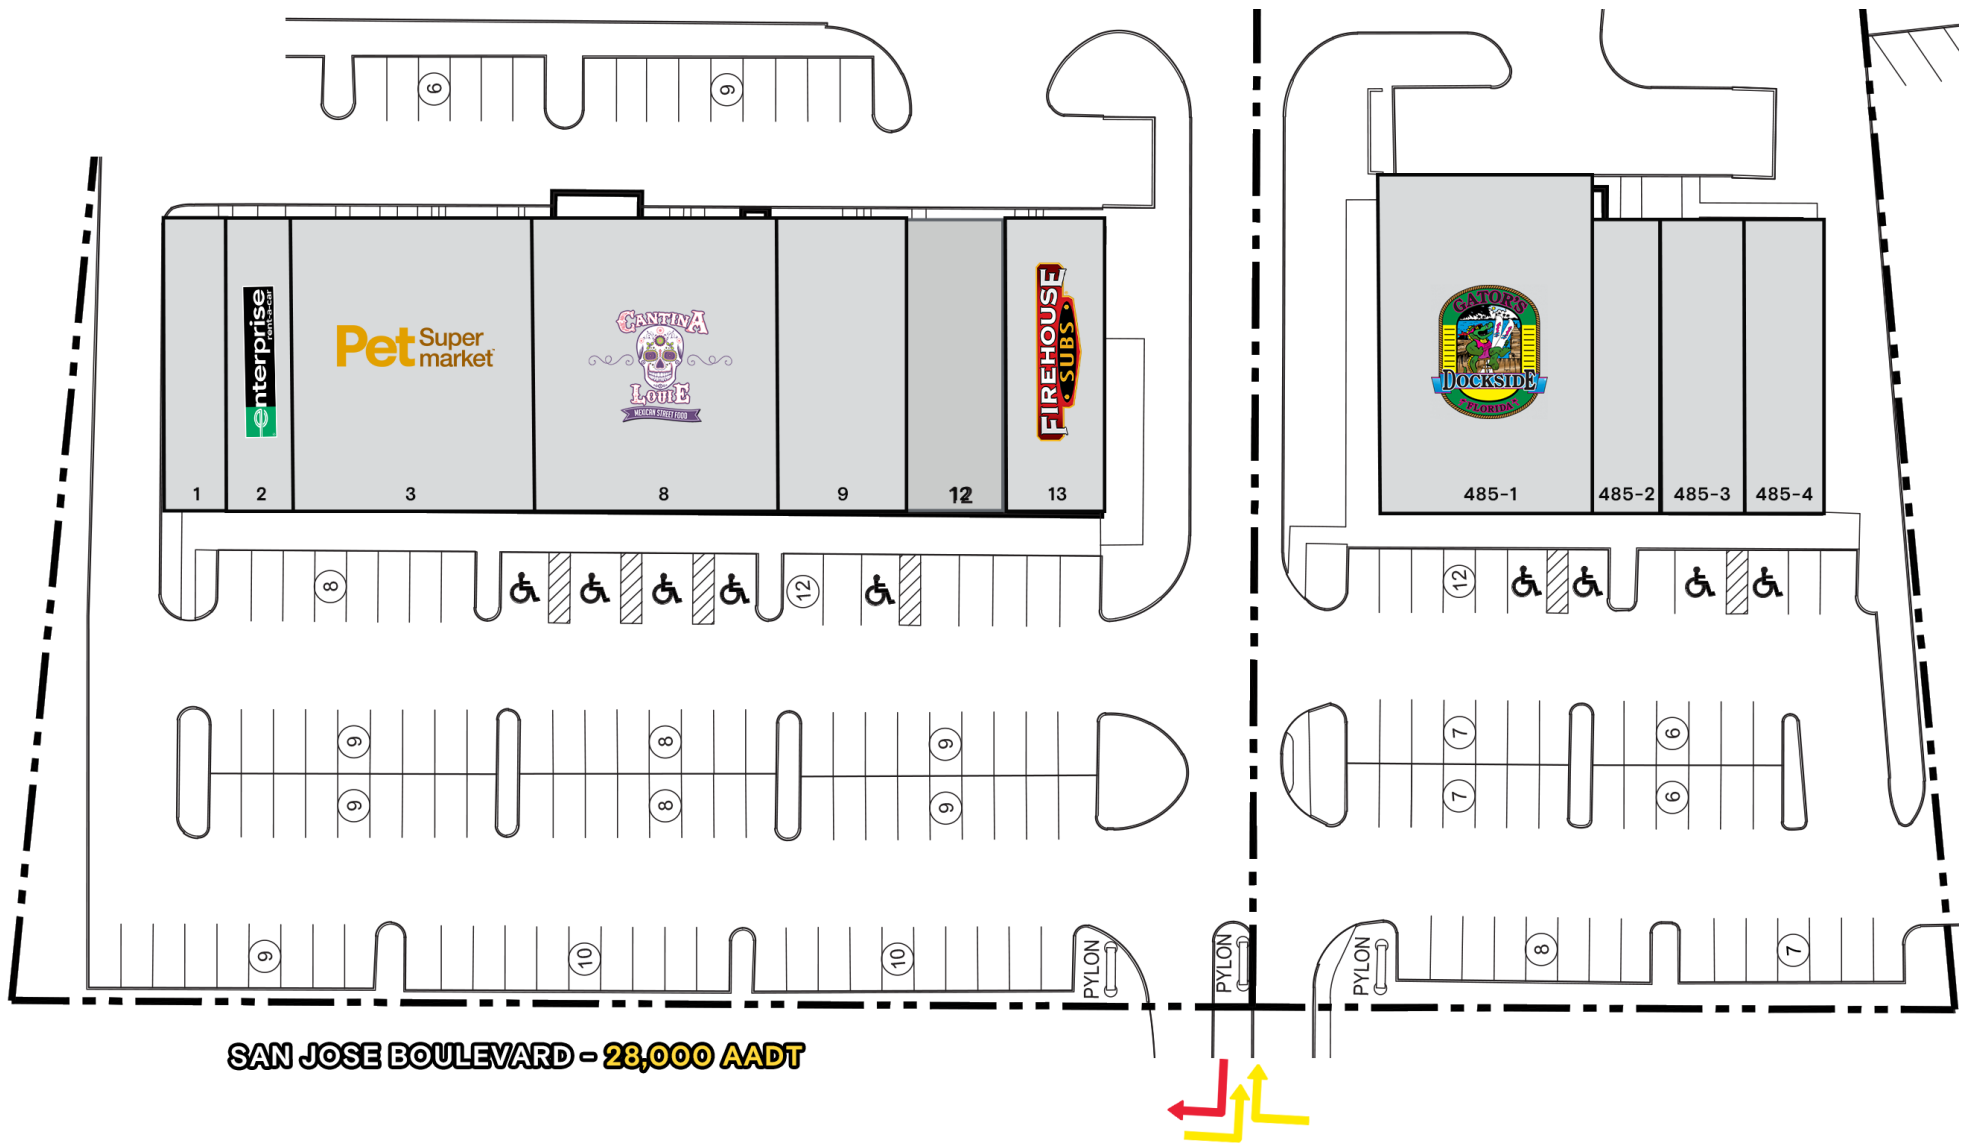 6
9
enterprise
rent-a-car
Pet Super
market
CANTINA
LOUIE
MEXICAN STREET FOOD
FIREHOUSE
SUBS
GATOR'S
DOCKSIDE
FLORIDA
1
2
3
8
9
12
13
485-1
485-2
485-3
485-4
8
12
12
9
8
9
7
6
9
8
9
7
6
9
10
10
PYLON
PYLON
PYLON
8
7
SAN JOSE BOULEVARD - 28,000 AADT